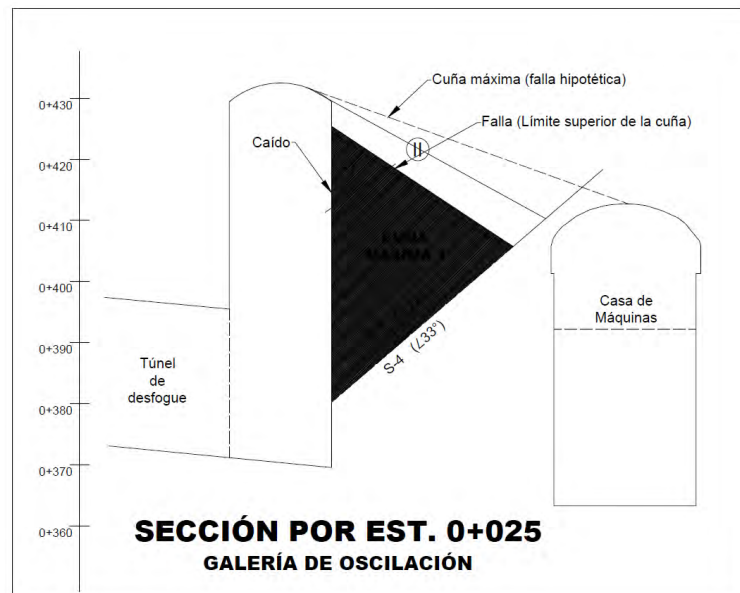 Cuña máxima (falla hipotética)
0+430
Falla (Límite superior de la cuña)
Caído
0+420
0+410
0+400
Casa de
Máquinas
0+390
S-4 (∠33°)
Túnel
de
desfogue
0+380
0+370
0+360
SECCIÓN POR EST. 0+025
GALERÍA DE OSCILACIÓN